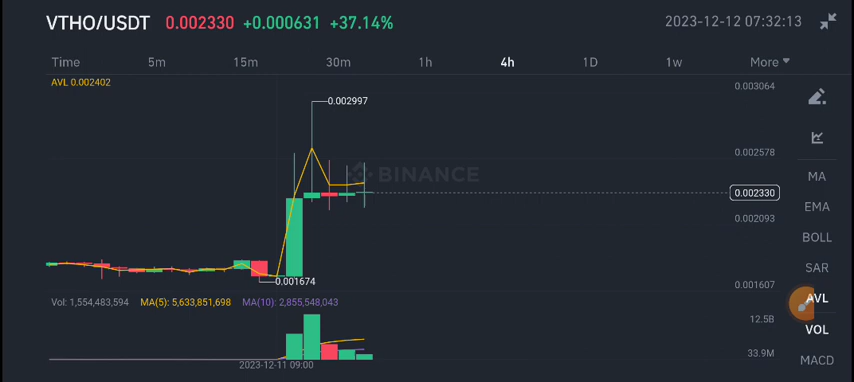 VTHO/USDT 0.002330 +0.000631 +37.14% 2023-12-12 07:32:13
Time 5m 15m 30m 1h 4h 1D 1w More
AVL 0.002402
0.003064
0.002997
0.002578
BINANCE
0.002330
0.002093
0.001674
0.001607
Vol: 1,554,483,594 MA(5): 5,633,851,698 MA(10): 2,855,548,043
12.5B
33.9M
2023-12-11 09:00
MA
EMA
BOLL
SAR
AVL
VOL
MACD